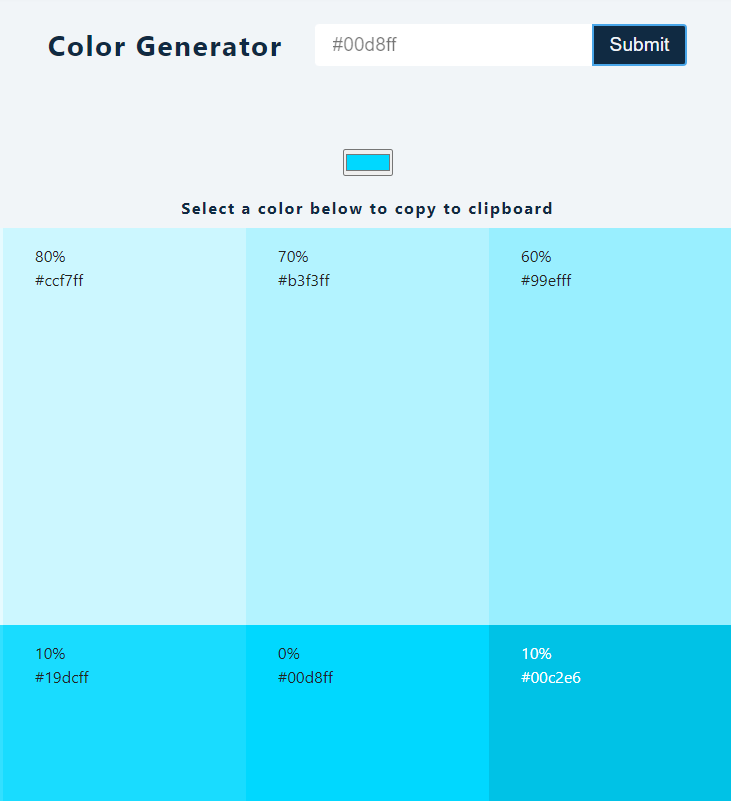 Color Generator
#00d8ff
Submit
Select a color below to copy to clipboard
80%
#ccf7ff
70%
#b3f3ff
60%
#99efff
10%
#19dcff
0%
#00d8ff
10%
#00c2e6